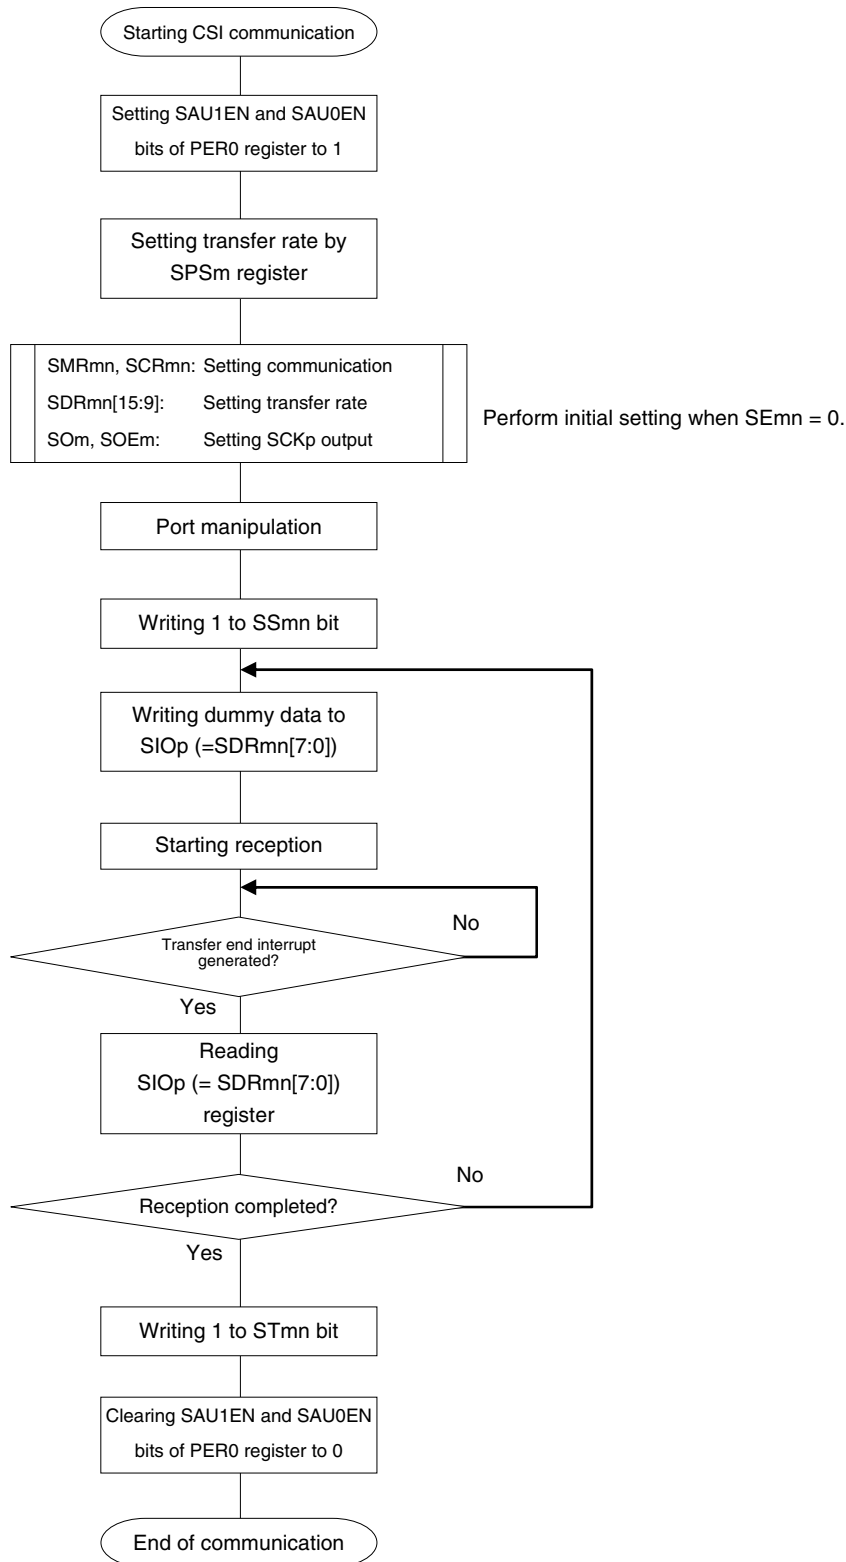 Starting CSI communication
Setting SAU1EN and SAU0EN
bits of PER0 register to 1
Setting transfer rate by
SPSm register
SMRmn, SCRmn: Setting communication
SDRmn[15:9]: Setting transfer rate
SOm, SOEm: Setting SCKp output
Perform initial setting when SEmn = 0.
Port manipulation
Writing 1 to SSmn bit
Writing dummy data to
SIOp (=SDRmn[7:0])
Starting reception
No
Transfer end interrupt
generated?
Yes
Reading
SIOp (= SDRmn[7:0])
register
No
Reception completed?
Yes
Writing 1 to STmn bit
Clearing SAU1EN and SAU0EN
bits of PER0 register to 0
End of communication